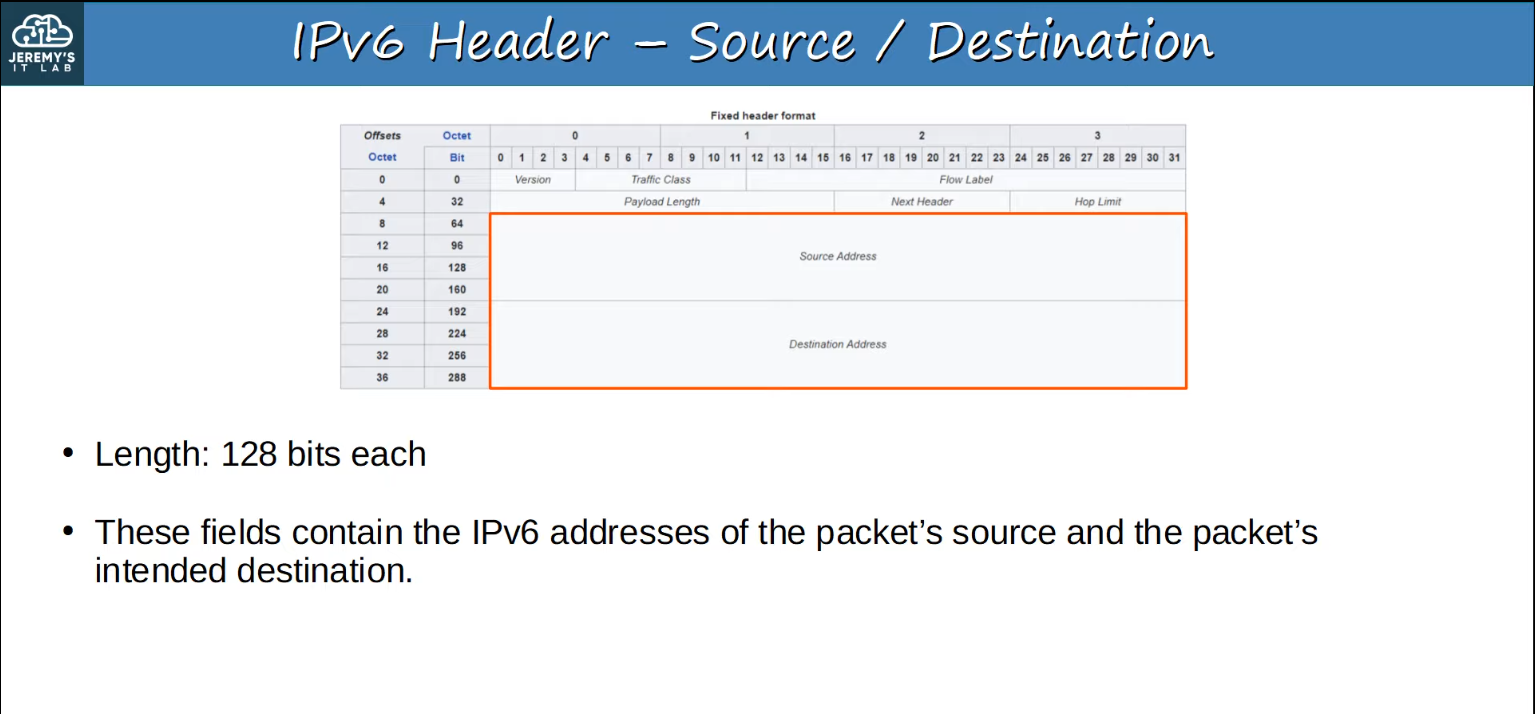 JEREMY'S
IT LAB
IPv6 Header – Source / Destination
Fixed header format
Offsets Octet 0 1 2 3
Octet Bit 0 1 2 3 4 5 6 7 8 9 10 11 12 13 14 15 16 17 18 19 20 21 22 23 24 25 26 27 28 29 30 31
0 0 Version Traffic Class Flow Label
4 32 Payload Length Next Header Hop Limit
8 64
12 96
Source Address
16 128
20 160
24 192
28 224
Destination Address
32 256
36 288
• Length: 128 bits each
• These fields contain the IPv6 addresses of the packet’s source and the packet’s
intended destination.